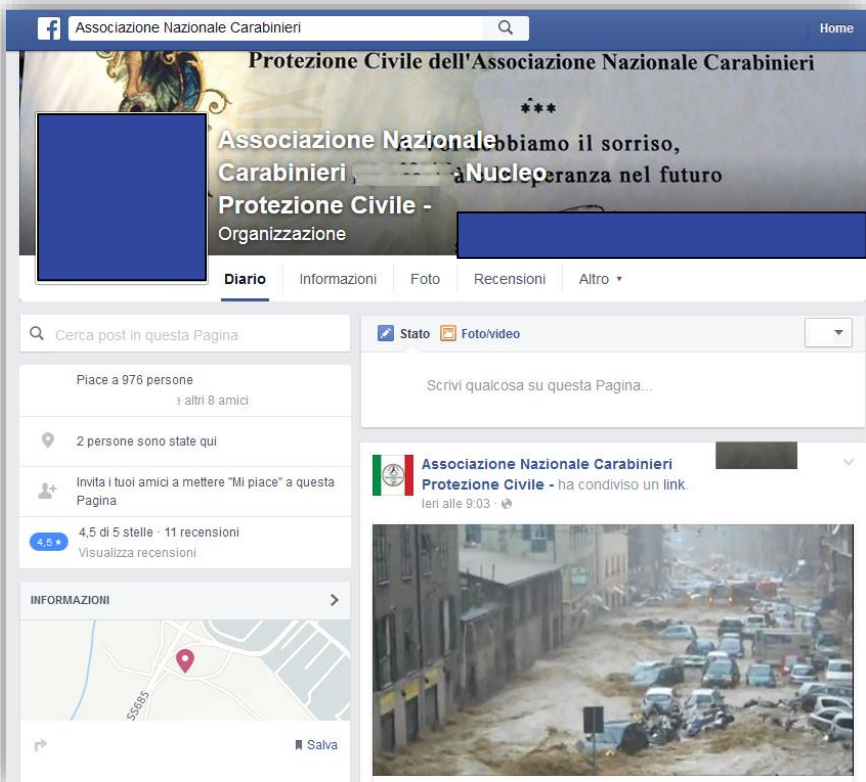 Associazione Nazionale Carabinieri
Home
Protezione Civile dell'Associazione Nazionale Carabinieri
***
bbiamo il sorriso,
eranza nel futuro
Associazione Nazionale
Carabinieri Nucleo
Protezione Civile -
Organizzazione
Diario Informazioni Foto Recensioni Altro
Cerca post in questa Pagina
Piace a 976 persone
e altri 8 amici
2 persone sono state qui
Invita i tuoi amici a mettere "Mi piace" a questa
Pagina
4,5 ★ 4,5 di 5 stelle · 11 recensioni
Visualizza recensioni
INFORMAZIONI
SS685
Salva
Stato Foto/video
Scrivi qualcosa su questa Pagina...
Associazione Nazionale Carabinieri
Protezione Civile - ha condiviso un link.
Ieri alle 9:03 ·